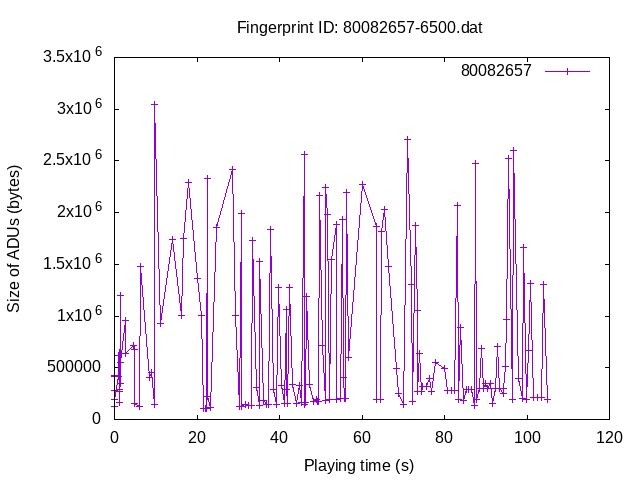 Fingerprint ID: 80082657-6500.dat
3.5x10^6
80082657
3x10^6
2.5x10^6
2x10^6
1.5x10^6
1x10^6
500000
0
Size of ADUs (bytes)
0 20 40 60 80 100 120
Playing time (s)